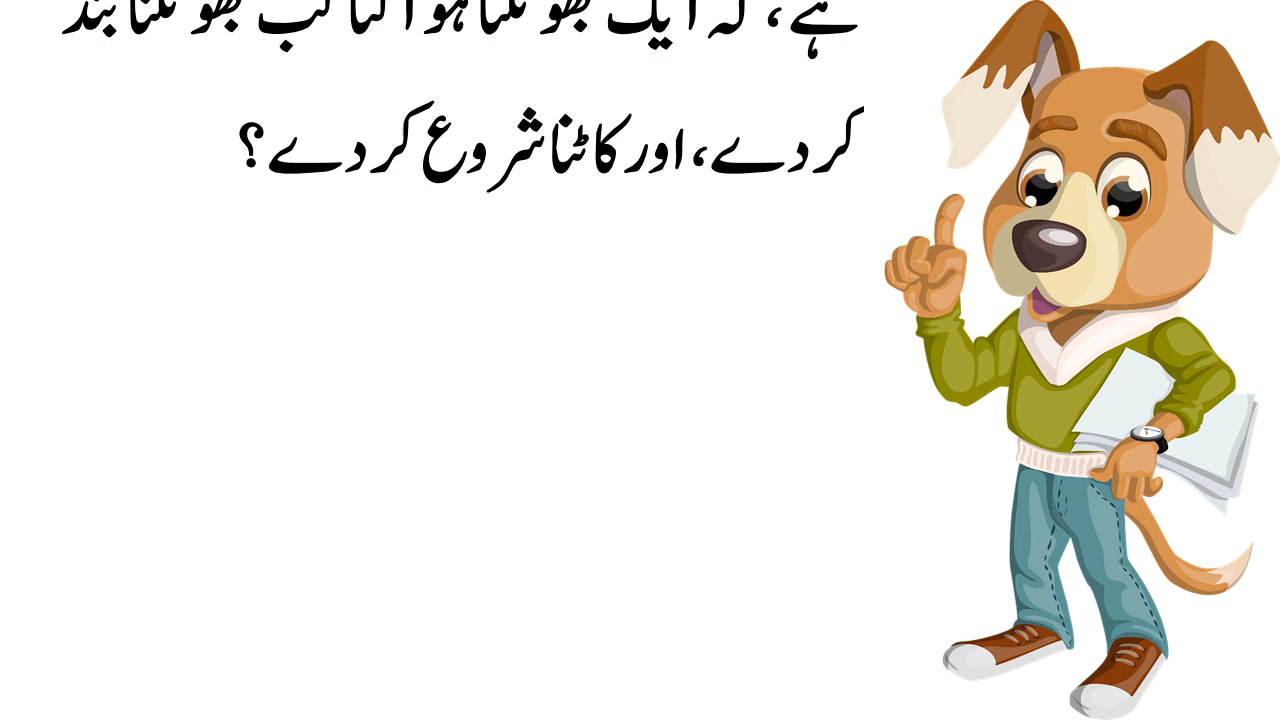 ہے، کہ ایک بھونکتا ہوا کتا کب بھونکنا بند
کر دے، اور کاٹنا شروع کر دے؟